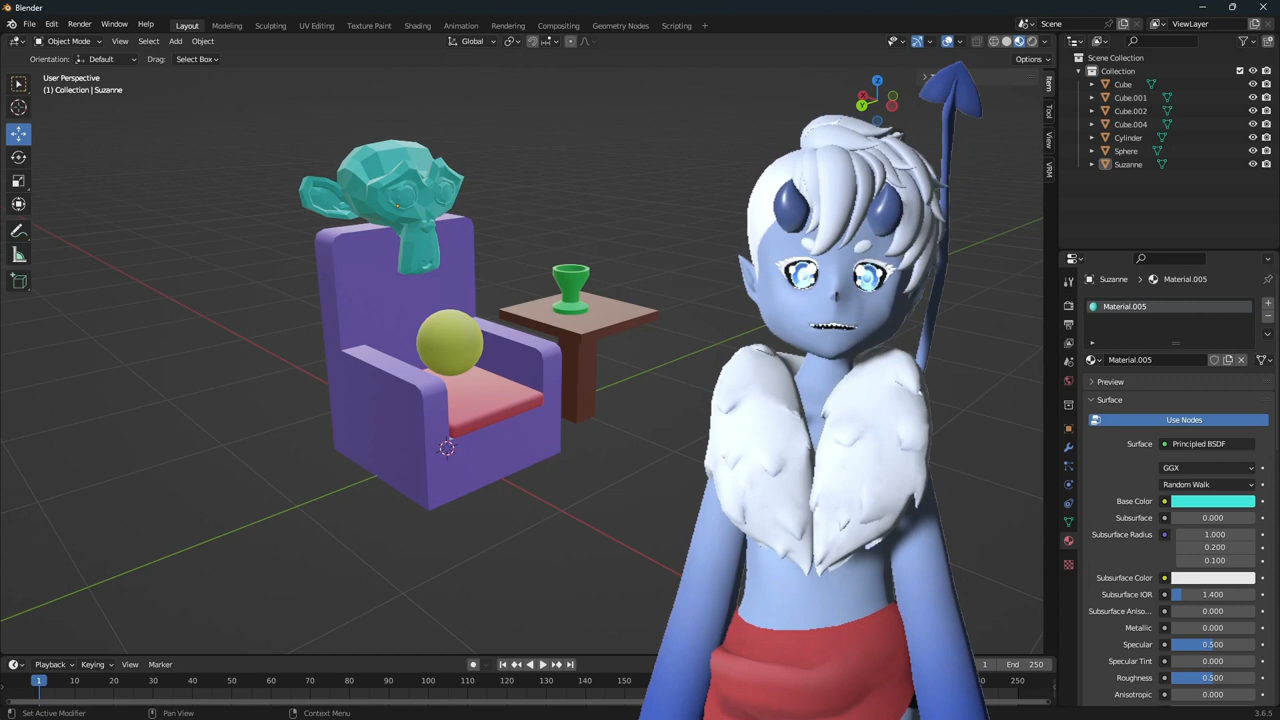 Blender
File Edit Render Window Help
Layout Modeling Sculpting UV Editing Texture Paint Shading Animation Rendering Compositing Geometry Nodes Scripting +
Scene
ViewLayer
Object Mode View Select Add Object
Global
Orientation: Default Drag: Select Box
Options
User Perspective
(1) Collection | Suzanne
Z
X
Y
Item
Tool
View
VRM
Scene Collection
Collection
Cube
Cube.001
Cube.002
Cube.004
Cylinder
Sphere
Suzanne
Suzanne Material.005
Material.005
Material.005
Preview
Surface
Use Nodes
Surface Principled BSDF
GGX
Random Walk
Base Color
Subsurface 0.000
Subsurface Radius 1.000
0.200
0.100
Subsurface Color
Subsurface IOR 1.400
Subsurface Aniso... 0.000
Metallic 0.000
Specular 0.500
Specular Tint 0.000
Roughness 0.500
Anisotropic 0.000
Playback Keying View Marker
1 End 250
1 10 20 30 40 50 60 70 80 90 100 110 120 130 140 150 250
Set Active Modifier Pan View Context Menu
3.6.5